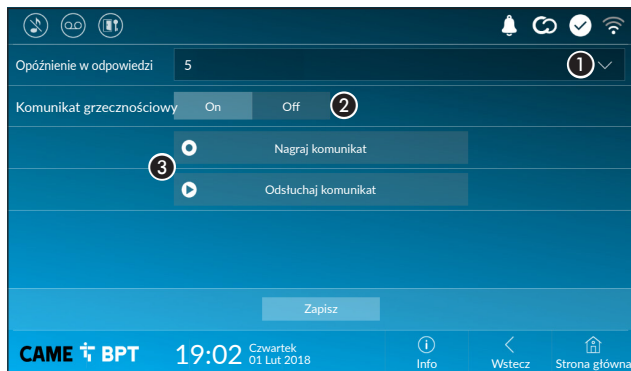 Opóźnienie w odpowiedzi 5 1
Komunikat grzecznościowy On Off 2
3 Nagraj komunikat
Odsłuchaj komunikat
Zapisz
CAME BPT 19:02 Czwartek
01 Lut 2018
Info Wstecz Strona główna